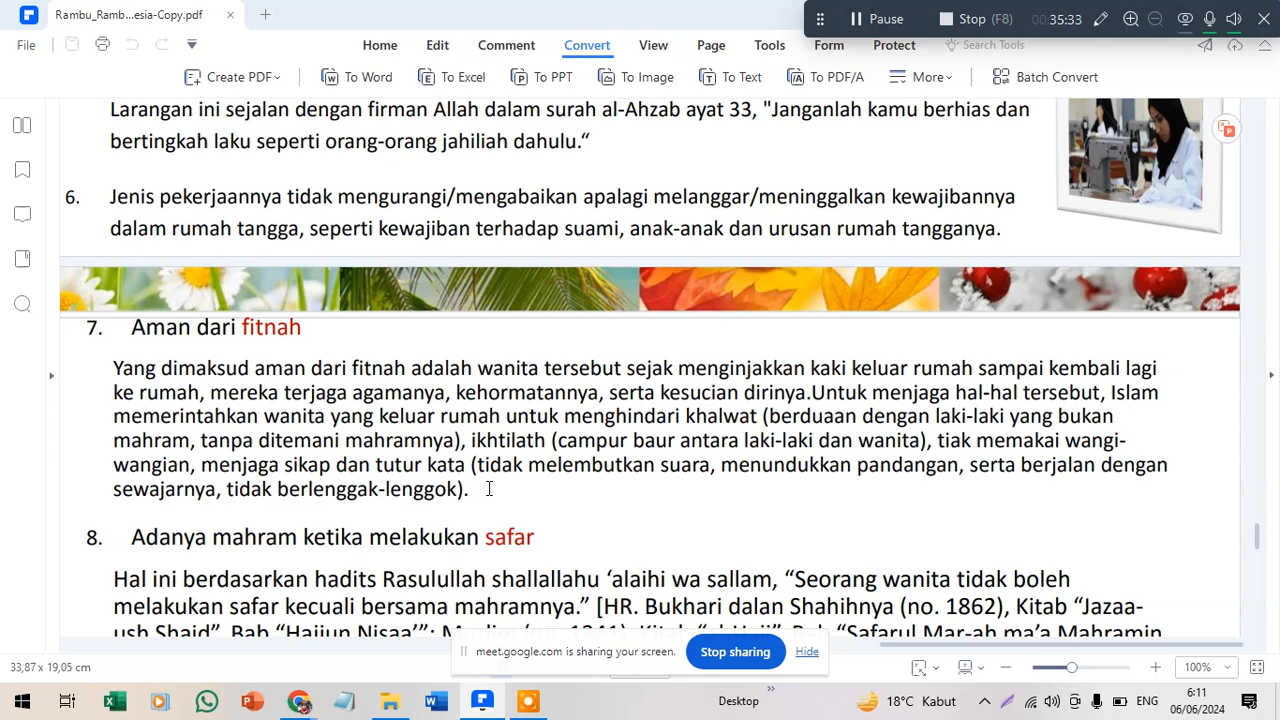 Rambu_Ramb...esia-Copy.pdf
Pause
Stop (F8)
00:35:33
File
Home
Edit
Comment
Convert
View
Page
Tools
Form
Protect
Search Tools
Create PDF
To Word
To Excel
To PPT
To Image
To Text
To PDF/A
More
Batch Convert
Larangan ini sejalan dengan firman Allah dalam surah al-Ahzab ayat 33, "Janganlah kamu berhias dan
bertingkah laku seperti orang-orang jahiliah dahulu.“
6. Jenis pekerjaannya tidak mengurangi/mengabaikan apalagi melanggar/meninggalkan kewajibannya
dalam rumah tangga, seperti kewajiban terhadap suami, anak-anak dan urusan rumah tangganya.
7. Aman dari fitnah
Yang dimaksud aman dari fitnah adalah wanita tersebut sejak menginjakkan kaki keluar rumah sampai kembali lagi
ke rumah, mereka terjaga agamanya, kehormatannya, serta kesucian dirinya.Untuk menjaga hal-hal tersebut, Islam
memerintahkan wanita yang keluar rumah untuk menghindari khalwat (berduaan dengan laki-laki yang bukan
mahram, tanpa ditemani mahramnya), ikhtilath (campur baur antara laki-laki dan wanita), tiak memakai wangi-
wangian, menjaga sikap dan tutur kata (tidak melembutkan suara, menundukkan pandangan, serta berjalan dengan
sewajarnya, tidak berlenggak-lenggok).
8. Adanya mahram ketika melakukan safar
Hal ini berdasarkan hadits Rasulullah shallallahu ‘alaihi wa sallam, “Seorang wanita tidak boleh
melakukan safar kecuali bersama mahramnya.” [HR. Bukhari dalan Shahihnya (no. 1862), Kitab “Jazaa-
ush Shaid”, Bab “Hajjun Nisaa’”; “Safarul Mar-ah ma’a Mahramin
meet.google.com is sharing your screen.
Stop sharing
Hide
33,87 x 19,05 cm
100%
Desktop
18°C Kabut
ENG
6:11
06/06/2024